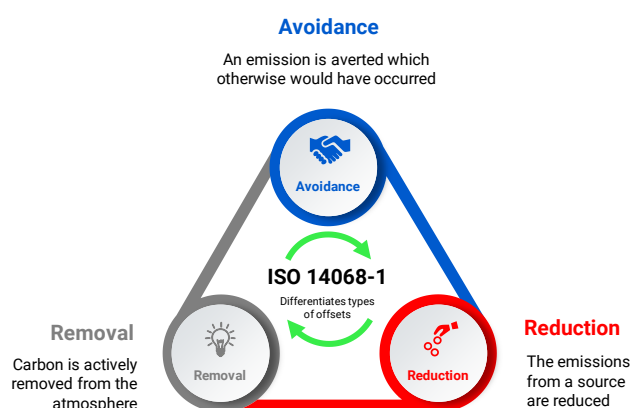 Avoidance
An emission is averted which
otherwise would have occurred
Avoidance
ISO 14068-1
Differentiates types
of offsets
Removal
Carbon is actively
removed from the
atmosphere
Removal
Reduction
Reduction
The emissions
from a source
are reduced